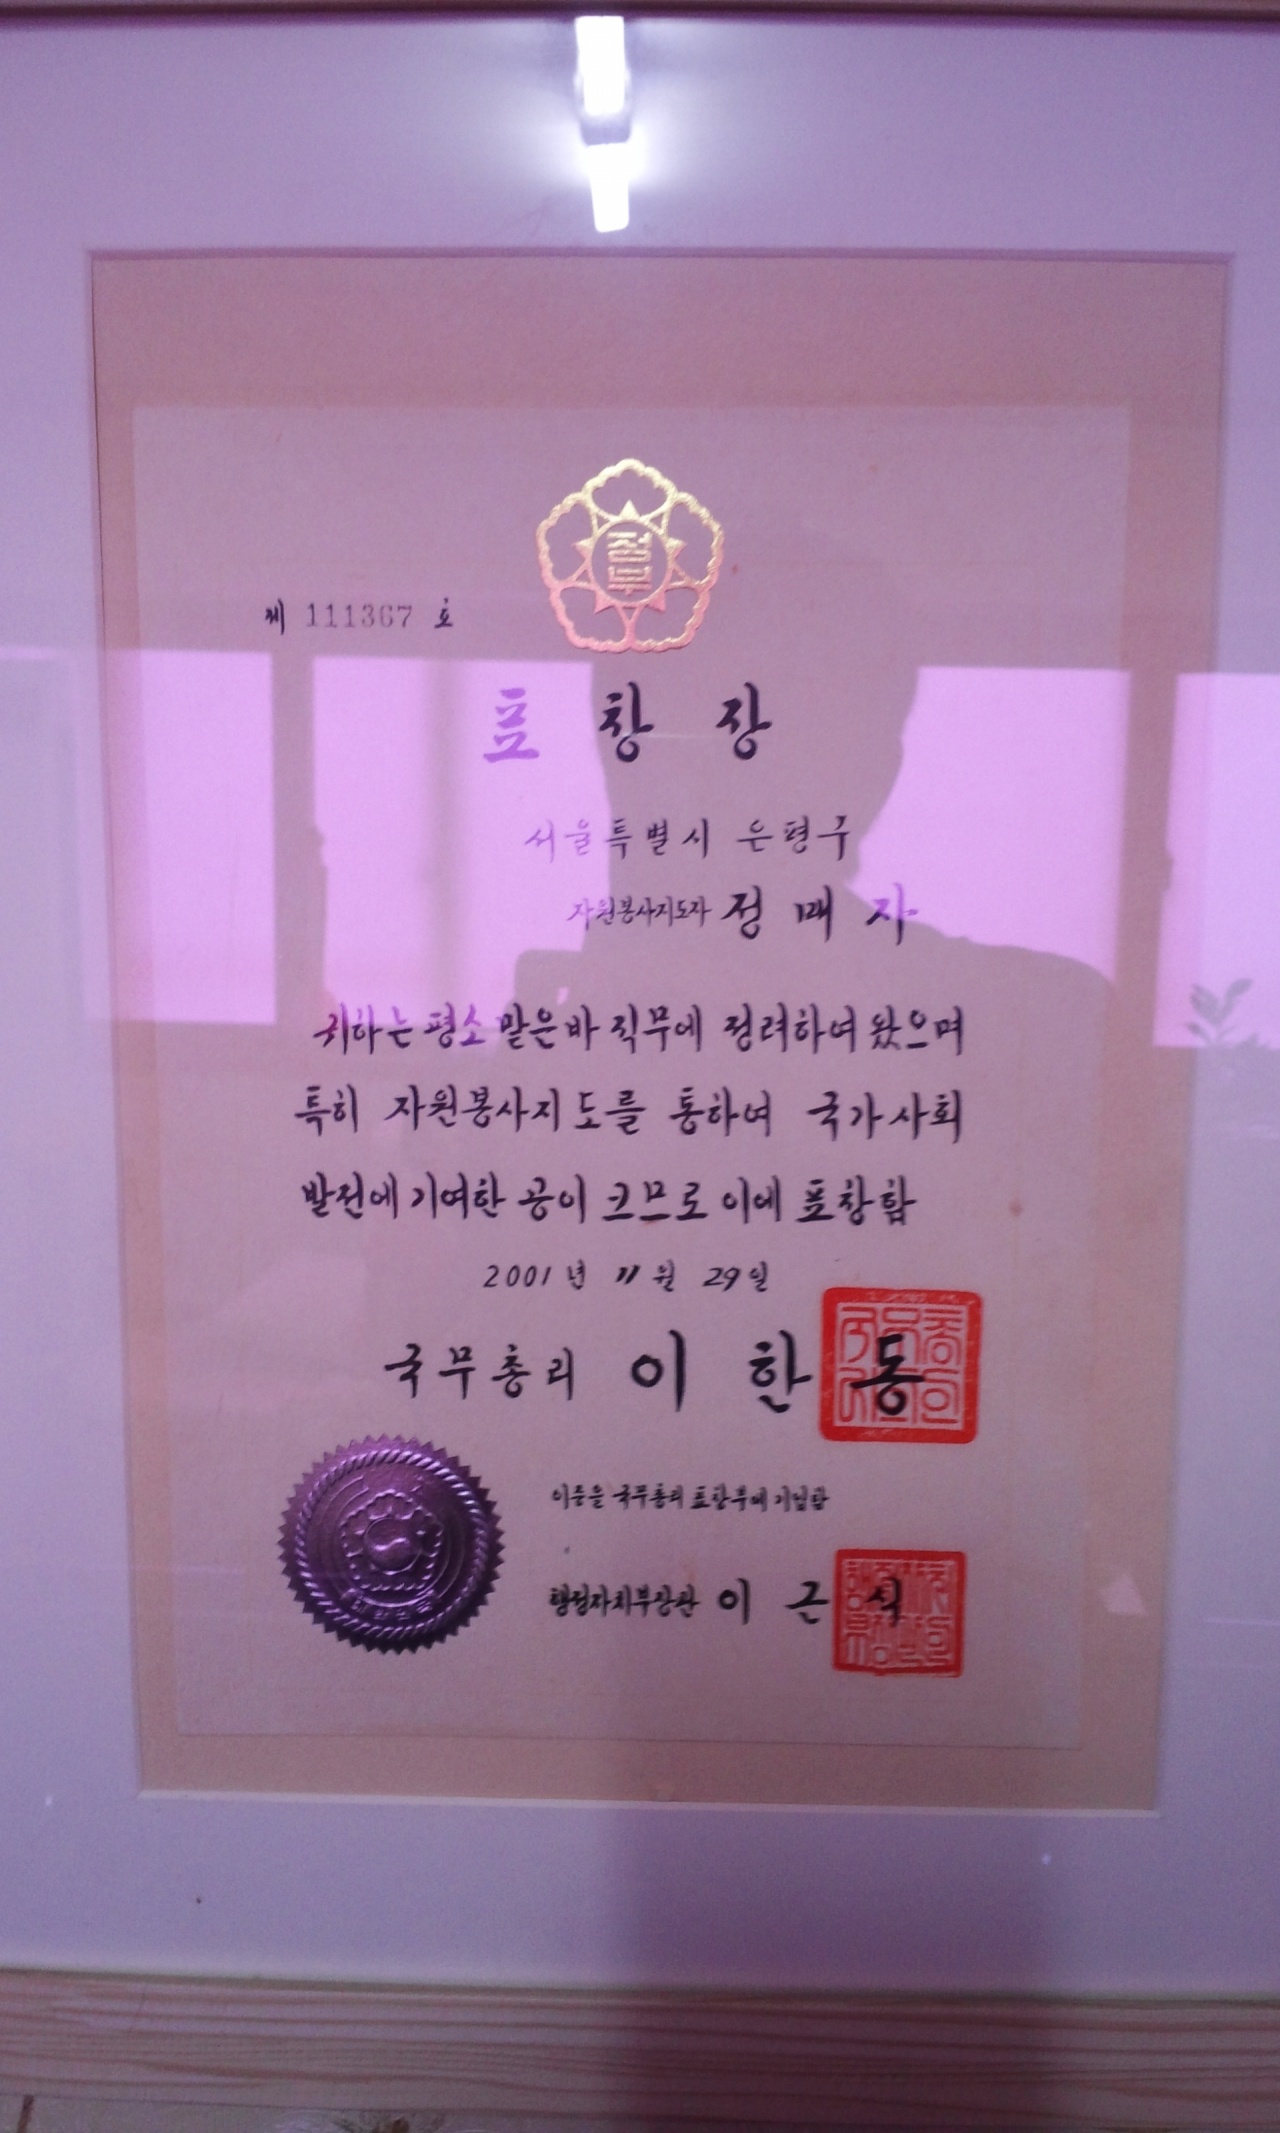 정부
제 111367 호
표 창 장
서울특별시 은평구
자원봉사지도자 정 매 자
귀하는 평소 맡은바 직무에 정려하여 왔으며
특히 자원봉사지도를 통하여 국가사회
발전에 기여한 공이 크므로 이에 표창함
2001년 11월 29일
국무총리 이 한 동
이증을 국무총리 표창부에 기입함
행정자치부장관 이 근 식
대한민국